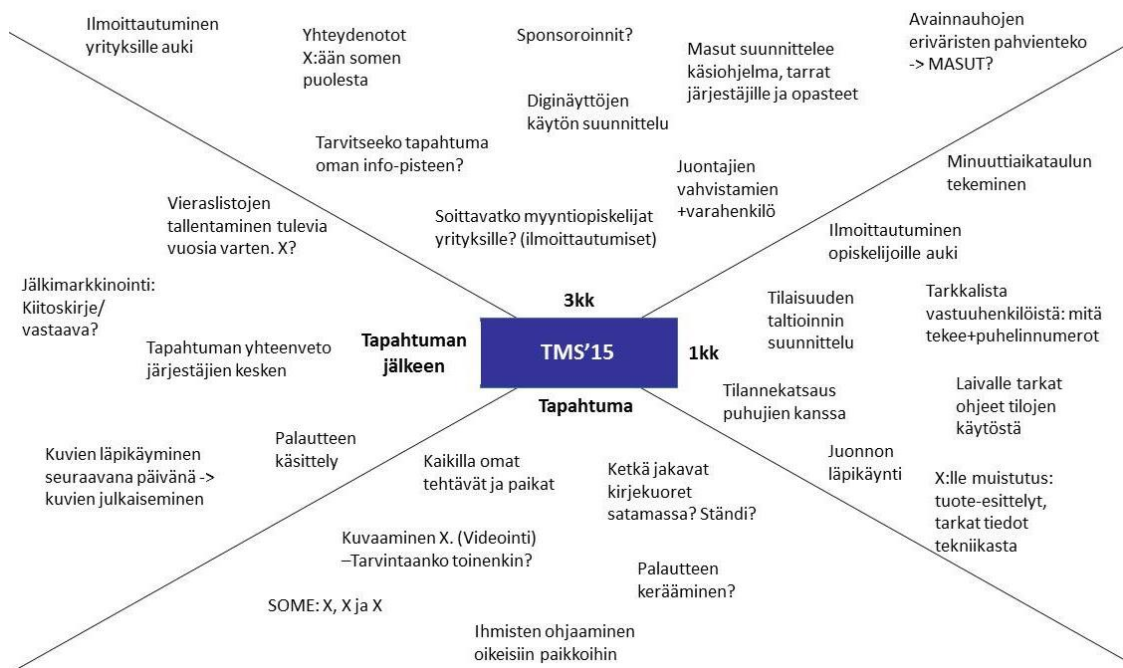 Ilmoittautuminen
yrityksille auki
Yhteydenotot
X:ään somen
puolesta
Sponsoroinnit?
Masut suunnittelee
käsiohjelma, tarrat
järjestäjille ja opasteet
Avainnauhojen
eriväristen pahvienteko
-> MASUT?
Diginäyttöjen
käytön suunnittelu
Tarvitseeko tapahtuma
oman info-pisteen?
Juontajien
vahvistamien
+varahenkilö
Soittavatko myyntiopiskelijat
yrityksille? (ilmoittautumiset)
3kk
Minuuttiaikataulun
tekeminen
Ilmoittautuminen
opiskelijoille auki
Tilaisuuden
taltioinnin
suunnittelu
Tarkkalista
vastuuhenkilöistä: mitä
tekee+puhelinnumerot
1kk
Tilannekatsaus
puhujien kanssa
Laivalle tarkat
ohjeet tilojen
käytöstä
Juonnon
läpikäynti
X:lle muistutus:
tuote-esittelyt,
tarkat tiedot
tekniikasta
TMS'15
Vieraslistojen
tallentaminen tulevia
vuosia varten. X?
Jälkimarkkinointi:
Kiitoskirje/
vastaava?
Tapahtuman yhteenveto
järjestäjien kesken
Tapahtuman
jälkeen
Kuvien läpikäyminen
seuraavana päivänä ->
kuvien julkaiseminen
Palautteen
käsittely
Tapahtuma
Kaikilla omat
tehtävät ja paikat
Ketkä jakavat
kirjekuoret
satamassa? Ständi?
Kuvaaminen X. (Videointi)
–Tarvintaanko toinenkin?
Palautteen
kerääminen?
SOME: X, X ja X
Ihmisten ohjaaminen
oikeisiin paikkoihin